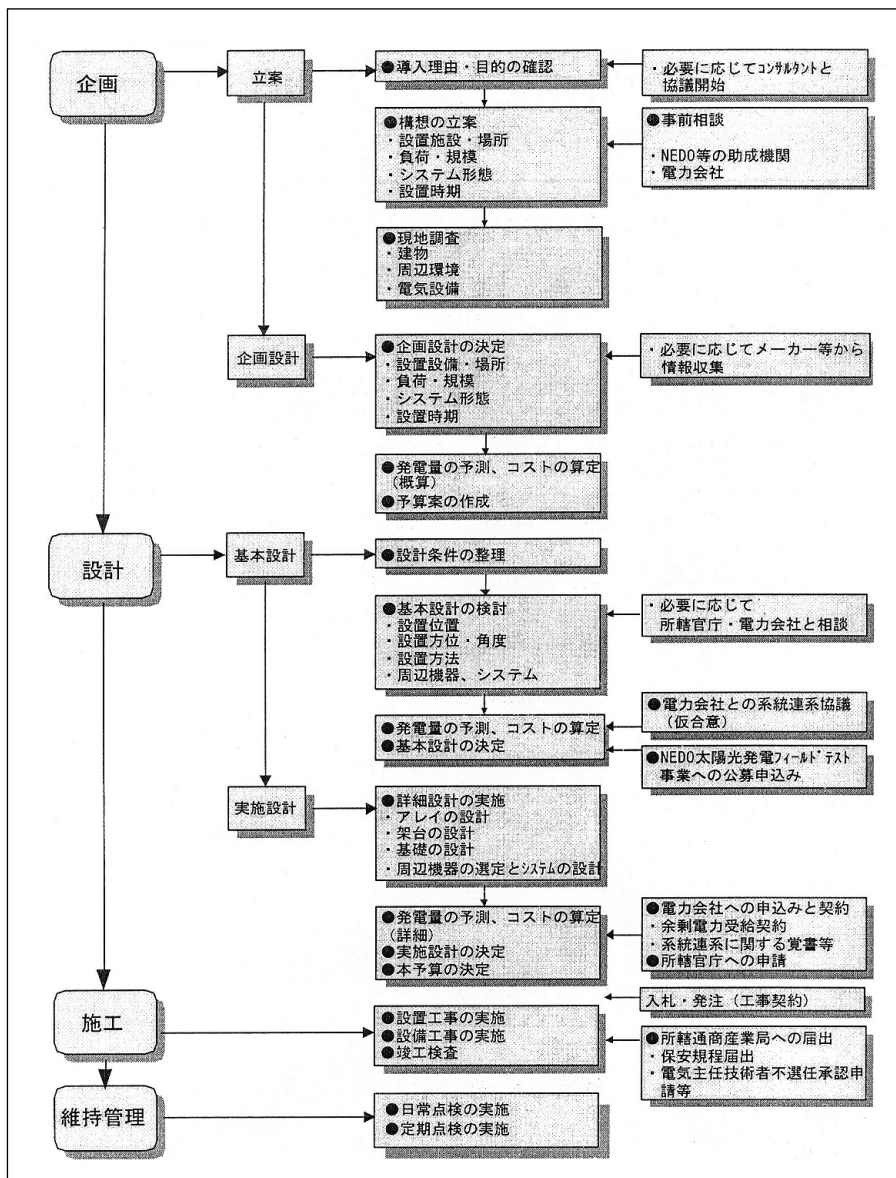 企画
立案
●導入理由・目的の確認
・必要に応じてコンサルタントと
協議開始
●構想の立案
・設置施設・場所
・負荷・規模
・システム形態
・設置時期
●事前相談
・NEDO等の助成機関
・電力会社
●現地調査
・建物
・周辺環境
・電気設備
企画設計
●企画設計の決定
・設置設備・場所
・負荷・規模
・システム形態
・設置時期
・必要に応じてメーカー等から
情報収集
●発電量の予測、コストの算定
(概算)
●予算案の作成
設計
基本設計
●設計条件の整理
●基本設計の検討
・設置位置
・設置方位・角度
・設置方法
・周辺機器、システム
・必要に応じて
所轄官庁・電力会社と相談
●発電量の予測、コストの算定
●基本設計の決定
●電力会社との系統連系協議
(仮合意)
●NEDO太陽光発電フィールドテスト
事業への公募申込み
実施設計
●詳細設計の実施
・アレイの設計
・架台の設計
・基礎の設計
・周辺機器の選定とシステムの設計
●発電量の予測、コストの算定
(詳細)
●実施設計の決定
●本予算の決定
●電力会社への申込みと契約
・余剰電力受給契約
・系統連系に関する覚書等
●所轄官庁への申請
入札・発注(工事契約)
施工
●設置工事の実施
●設備工事の実施
●竣工検査
●所轄通商産業局への届出
・保安規程届出
・電気主任技術者不選任承認申
請等
維持管理
●日常点検の実施
●定期点検の実施